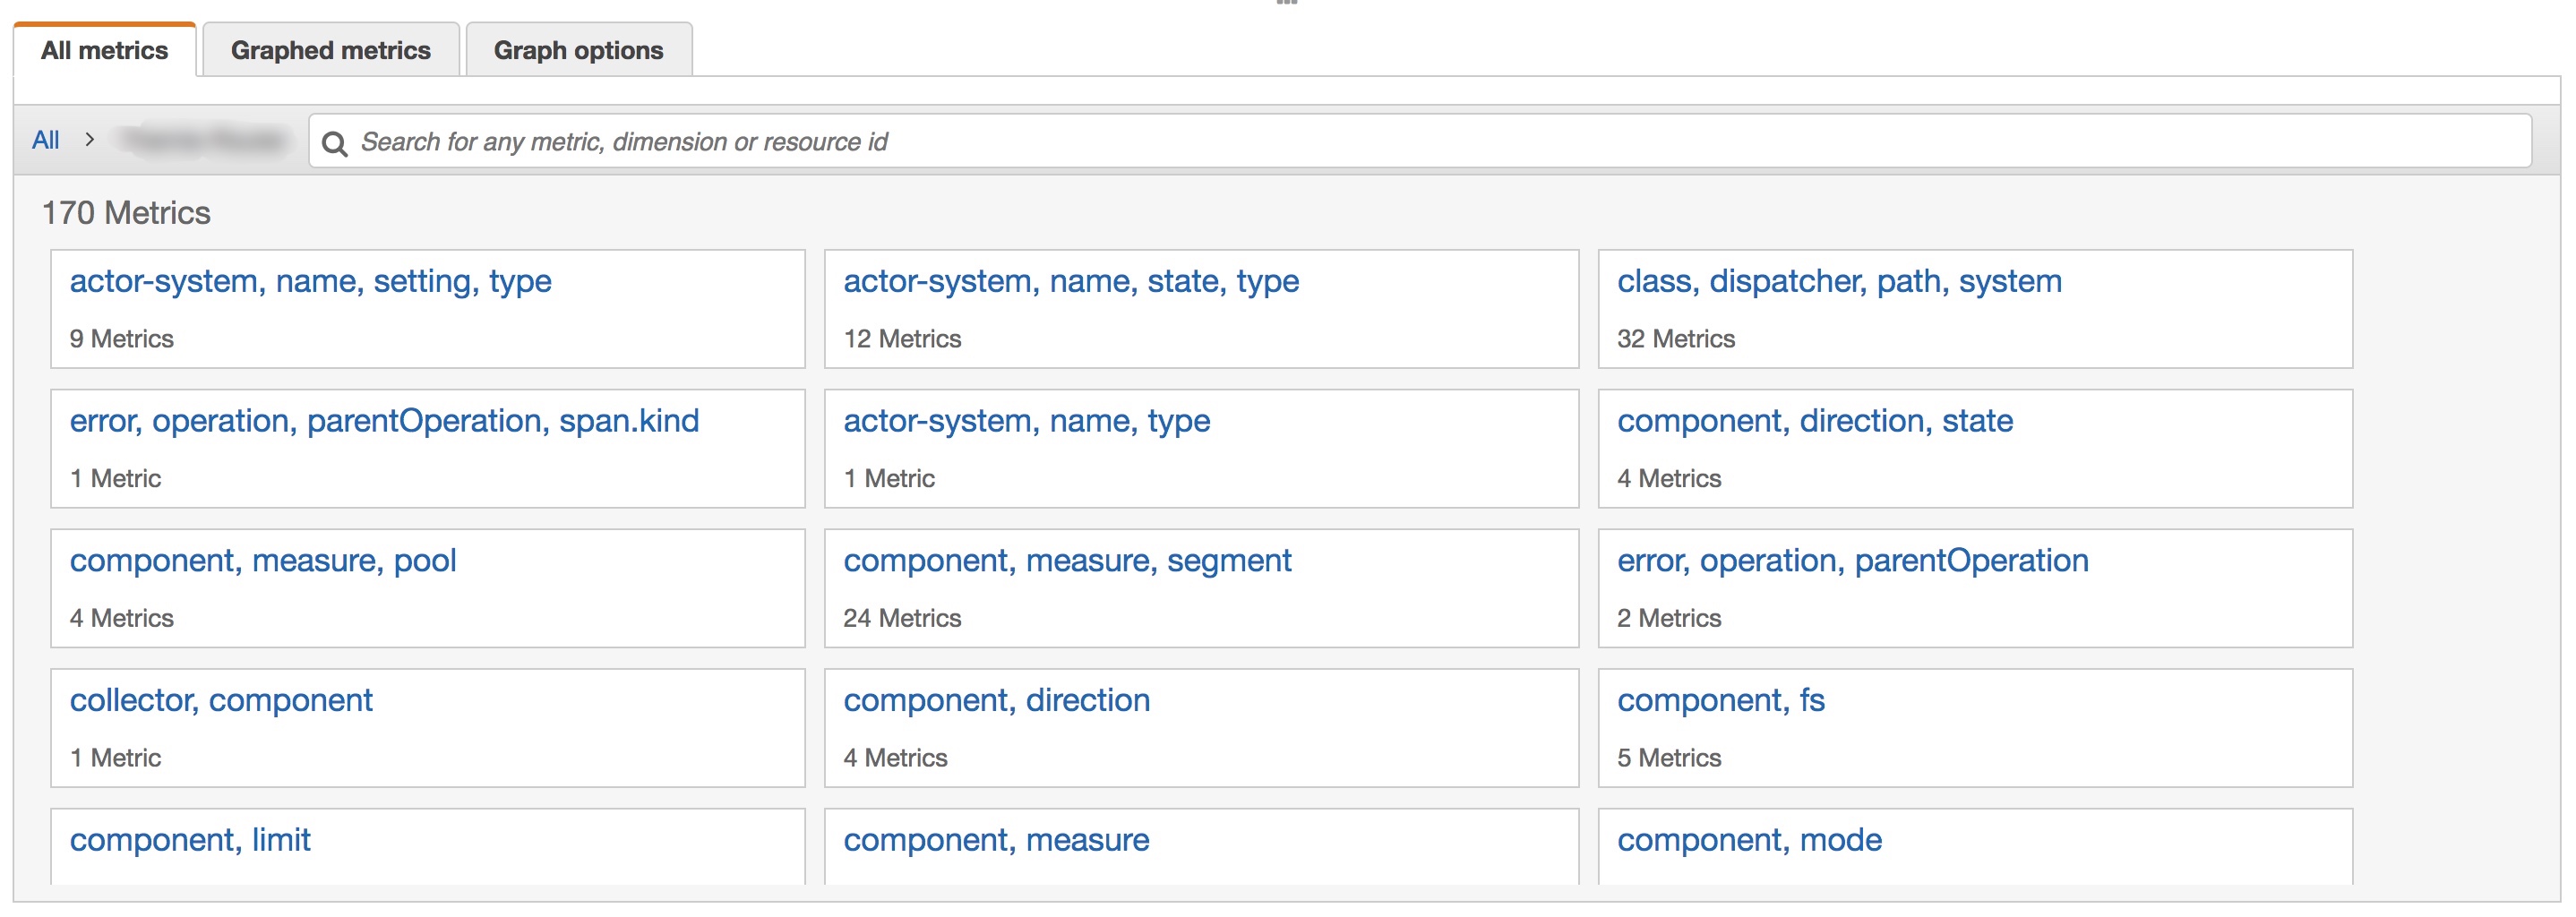 All metrics Graphed metrics Graph options
All > Search for any metric, dimension or resource id
170 Metrics
actor-system, name, setting, type
9 Metrics
actor-system, name, state, type
12 Metrics
class, dispatcher, path, system
32 Metrics
error, operation, parentOperation, span.kind
1 Metric
actor-system, name, type
1 Metric
component, direction, state
4 Metrics
component, measure, pool
4 Metrics
component, measure, segment
24 Metrics
error, operation, parentOperation
2 Metrics
collector, component
1 Metric
component, direction
4 Metrics
component, fs
5 Metrics
component, limit
component, measure
component, mode